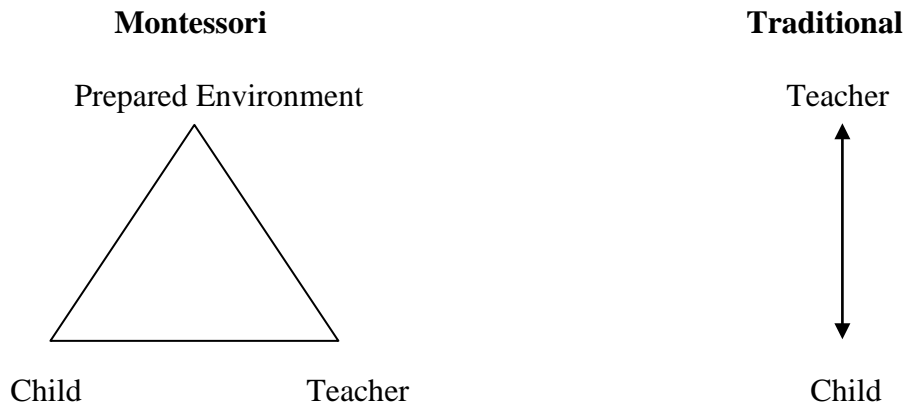 Montessori Traditional
Prepared Environment Teacher
Child Teacher Child